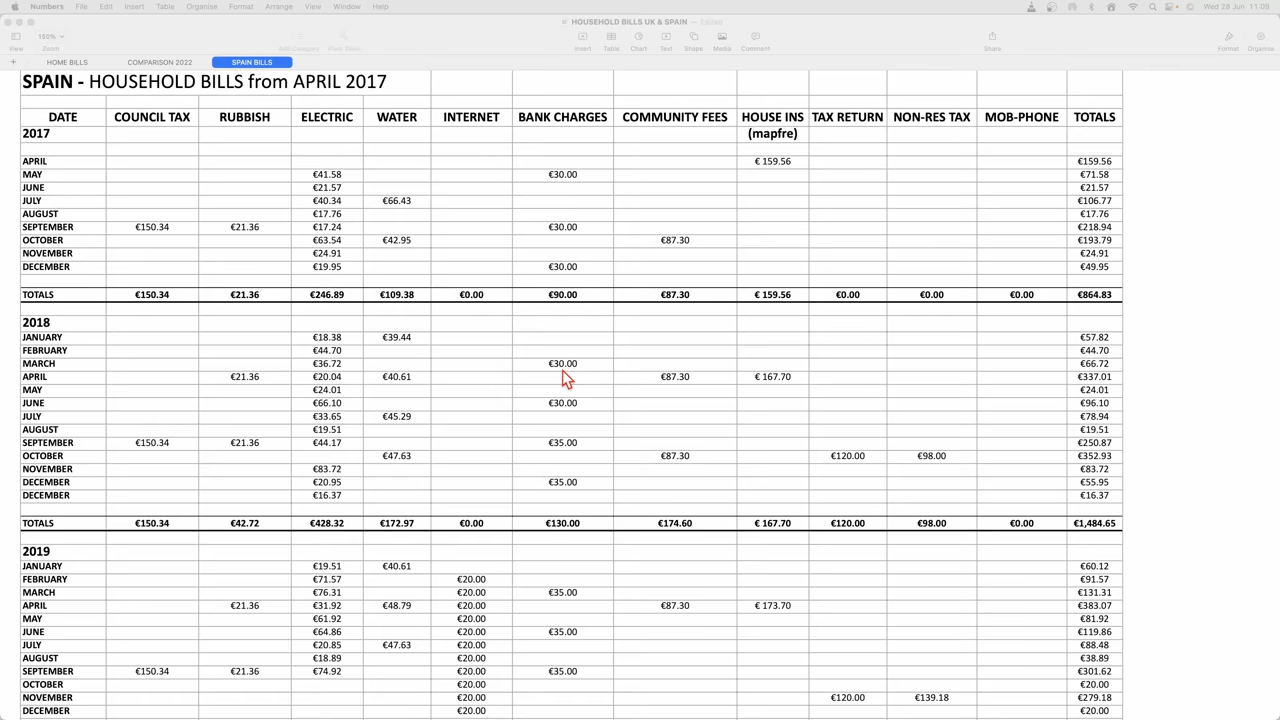 Numbers File Edit Insert Table Organise Format Arrange View Window Help Wed 28 Jun 11:09
HOUSEHOLD BILLS UK & SPAIN — Edited
150%
View Zoom Add Category Pivot Table Insert Table Chart Text Shapes Media Comment Share Format Organise
+ HOME BILLS COMPARISON 2022 SPAIN BILLS
SPAIN - HOUSEHOLD BILLS from APRIL 2017
DATE COUNCIL TAX RUBBISH ELECTRIC WATER INTERNET BANK CHARGES COMMUNITY FEES HOUSE INS TAX RETURN NON-RES TAX MOB-PHONE TOTALS
2017 (mapfre)
APRIL € 159.56 €159.56
MAY €41.58 €30.00 €71.58
JUNE €21.57 €21.57
JULY €40.34 €66.43 €106.77
AUGUST €17.76 €17.76
SEPTEMBER €150.34 €21.36 €17.24 €30.00 €218.94
OCTOBER €63.54 €42.95 €87.30 €193.79
NOVEMBER €24.91 €24.91
DECEMBER €19.95 €30.00 €49.95
TOTALS €150.34 €21.36 €246.89 €109.38 €0.00 €90.00 €87.30 € 159.56 €0.00 €0.00 €0.00 €864.83
2018
JANUARY €18.38 €39.44 €57.82
FEBRUARY €44.70 €44.70
MARCH €36.72 €30.00 €66.72
APRIL €21.36 €20.04 €40.61 €87.30 € 167.70 €337.01
MAY €24.01 €24.01
JUNE €66.10 €30.00 €96.10
JULY €33.65 €45.29 €78.94
AUGUST €19.51 €19.51
SEPTEMBER €150.34 €21.36 €44.17 €35.00 €250.87
OCTOBER €47.63 €87.30 €120.00 €98.00 €352.93
NOVEMBER €83.72 €83.72
DECEMBER €20.95 €35.00 €55.95
DECEMBER €16.37 €16.37
TOTALS €150.34 €42.72 €428.32 €172.97 €0.00 €130.00 €174.60 € 167.70 €120.00 €98.00 €0.00 €1,484.65
2019
JANUARY €19.51 €40.61 €60.12
FEBRUARY €71.57 €20.00 €91.57
MARCH €76.31 €20.00 €35.00 €131.31
APRIL €21.36 €31.92 €48.79 €20.00 €87.30 € 173.70 €383.07
MAY €61.92 €20.00 €81.92
JUNE €64.86 €20.00 €35.00 €119.86
JULY €20.85 €47.63 €20.00 €88.48
AUGUST €18.89 €20.00 €38.89
SEPTEMBER €150.34 €21.36 €74.92 €20.00 €35.00 €301.62
OCTOBER €20.00 €20.00
NOVEMBER €20.00 €120.00 €139.18 €279.18
DECEMBER €20.00 €20.00